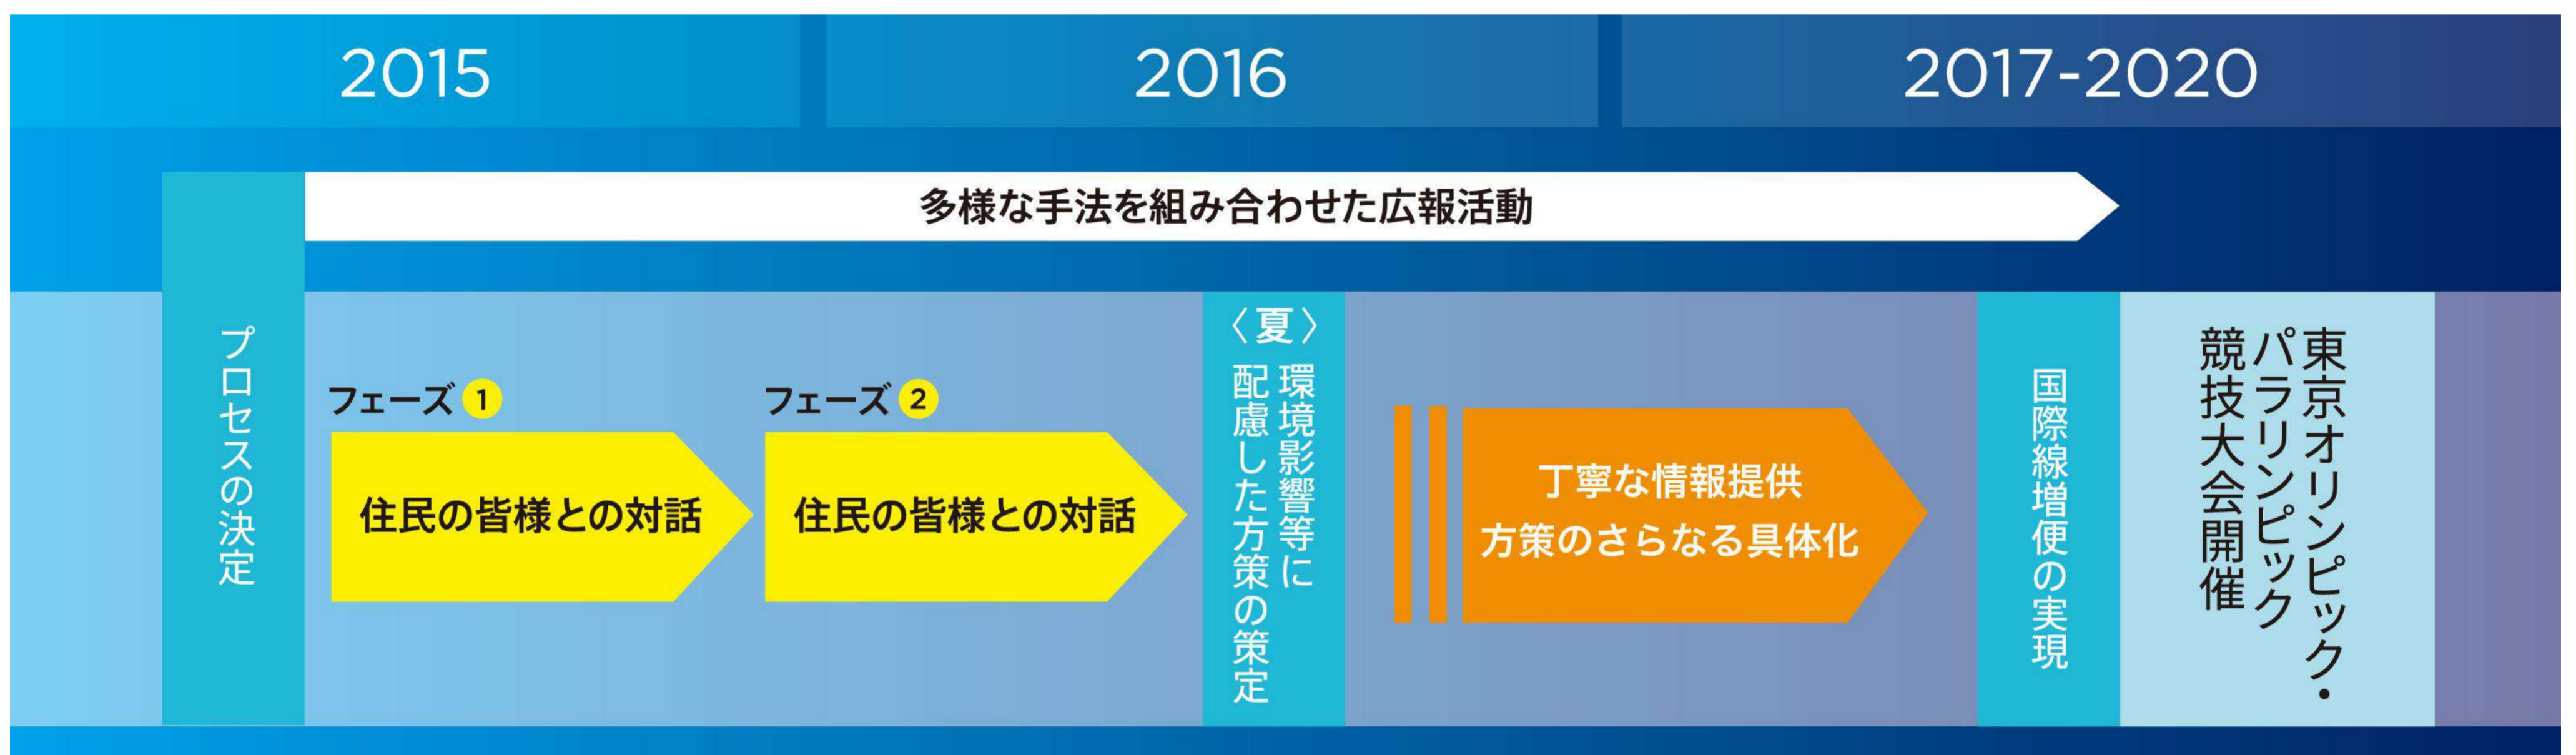 2015
2016
2017-2020
多様な手法を組み合わせた広報活動
プロセスの決定
フェーズ 1
住民の皆様との対話
フェーズ 2
住民の皆様との対話
〈夏〉
環境影響等に
配慮した方策の策定
丁寧な情報提供
方策のさらなる具体化
国際線増便の実現
東京オリンピック・
パラリンピック
競技大会開催